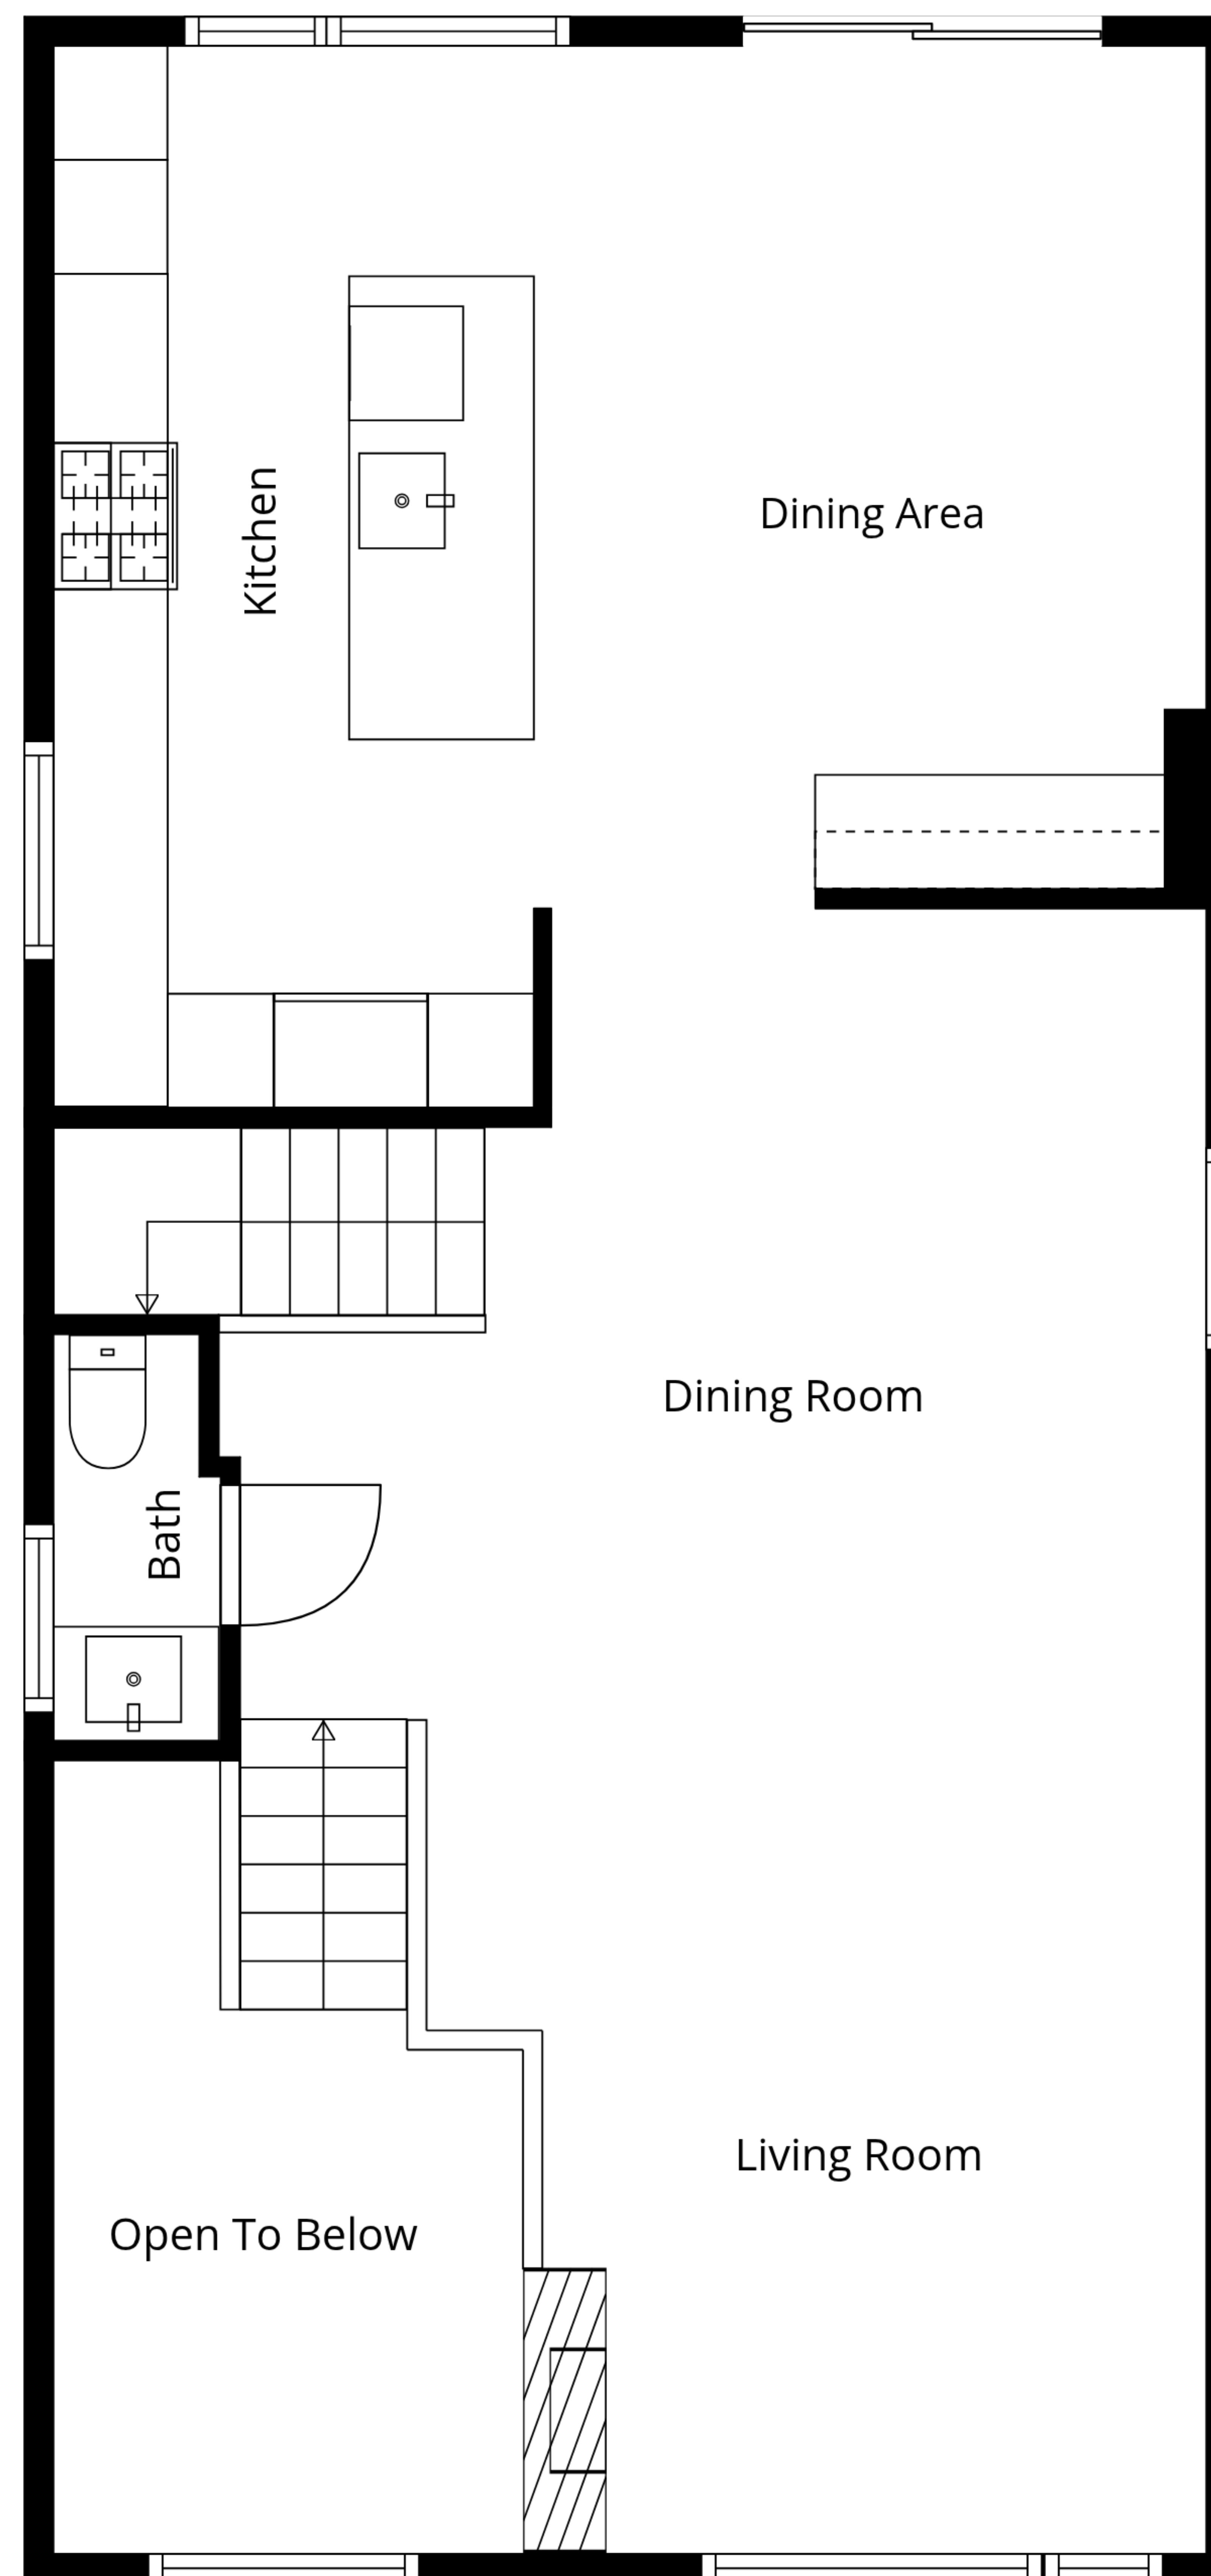 Kitchen
Dining Area
Dining Room
Bath
Living Room
Open To Below